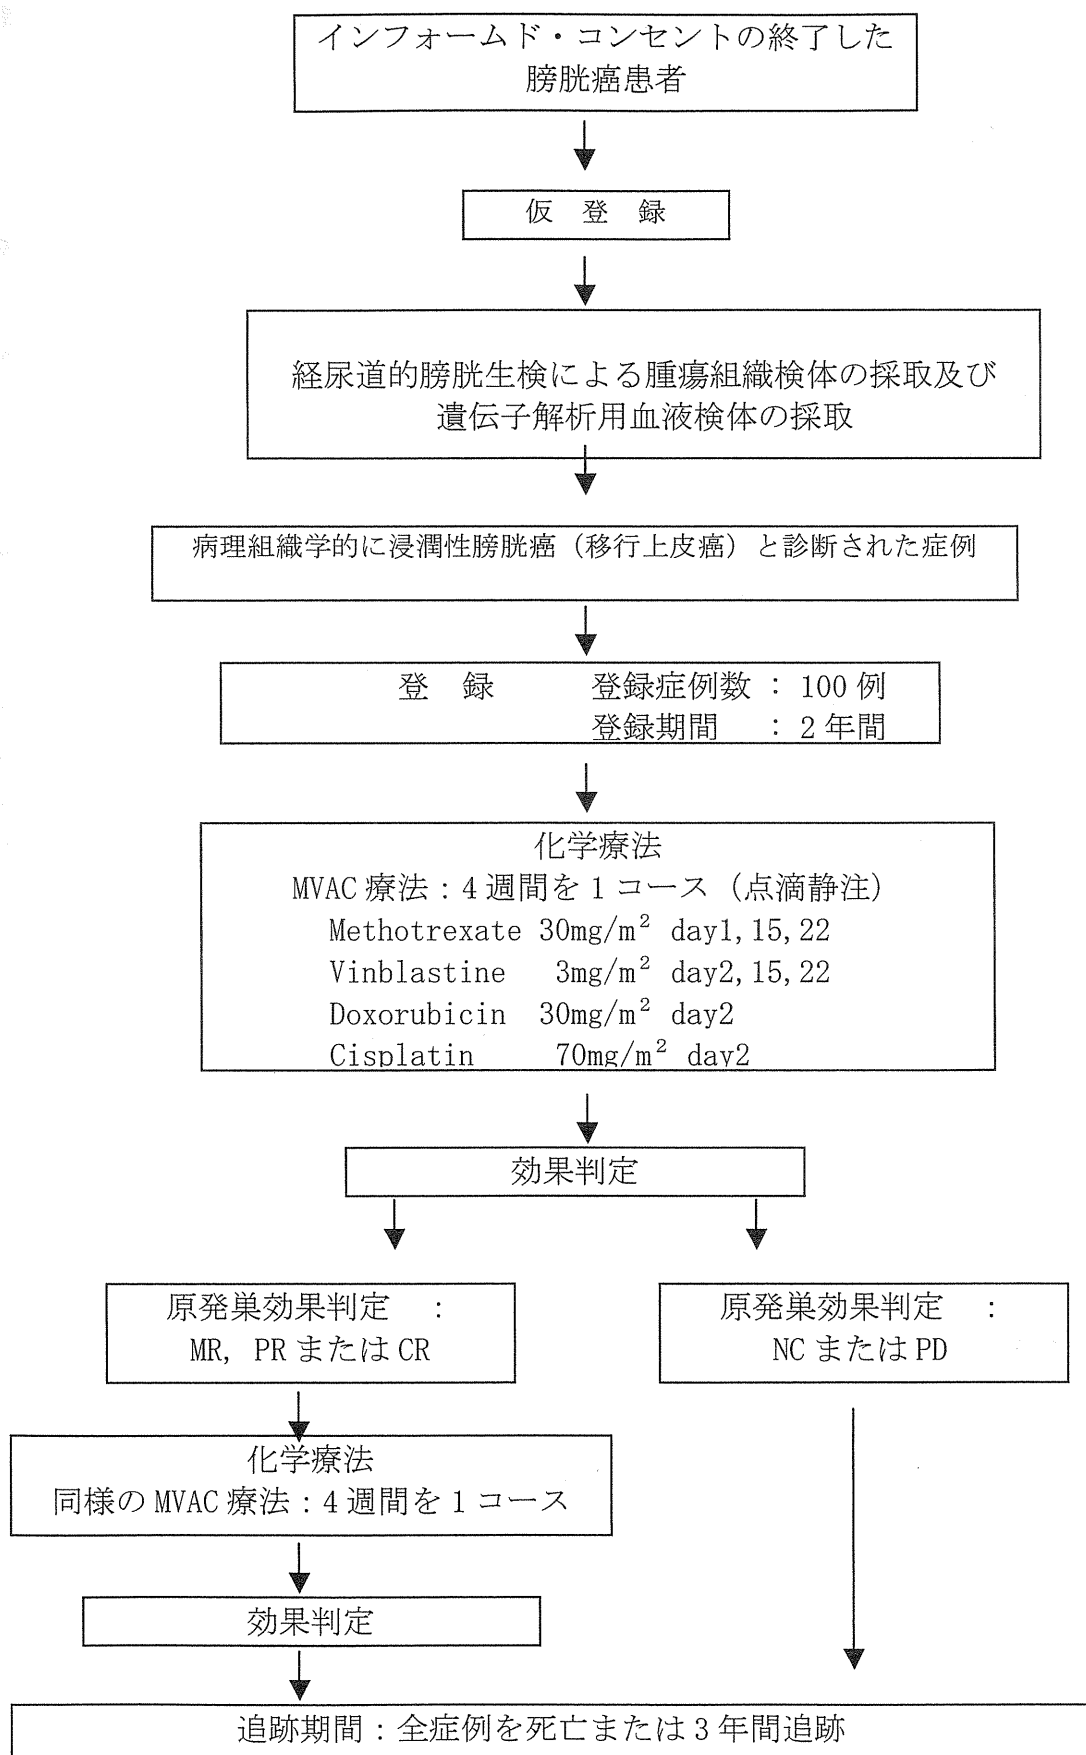 インフォームド・コンセントの終了した
膀胱癌患者
仮 登 録
経尿道的膀胱生検による腫瘍組織検体の採取及び
遺伝子解析用血液検体の採取
病理組織学的に浸潤性膀胱癌（移行上皮癌）と診断された症例
登 録 登録症例数 : 100 例
登録期間 : 2 年間
化学療法
MVAC 療法 : 4 週間を 1 コース（点滴静注）
Methotrexate 30mg/m² day1, 15, 22
Vinblastine 3mg/m² day2, 15, 22
Doxorubicin 30mg/m² day2
Cisplatin 70mg/m² day2
効果判定
原発巣効果判定 :
MR, PR または CR
原発巣効果判定 :
NC または PD
化学療法
同様の MVAC 療法 : 4 週間を 1 コース
効果判定
追跡期間 : 全症例を死亡または 3 年間追跡